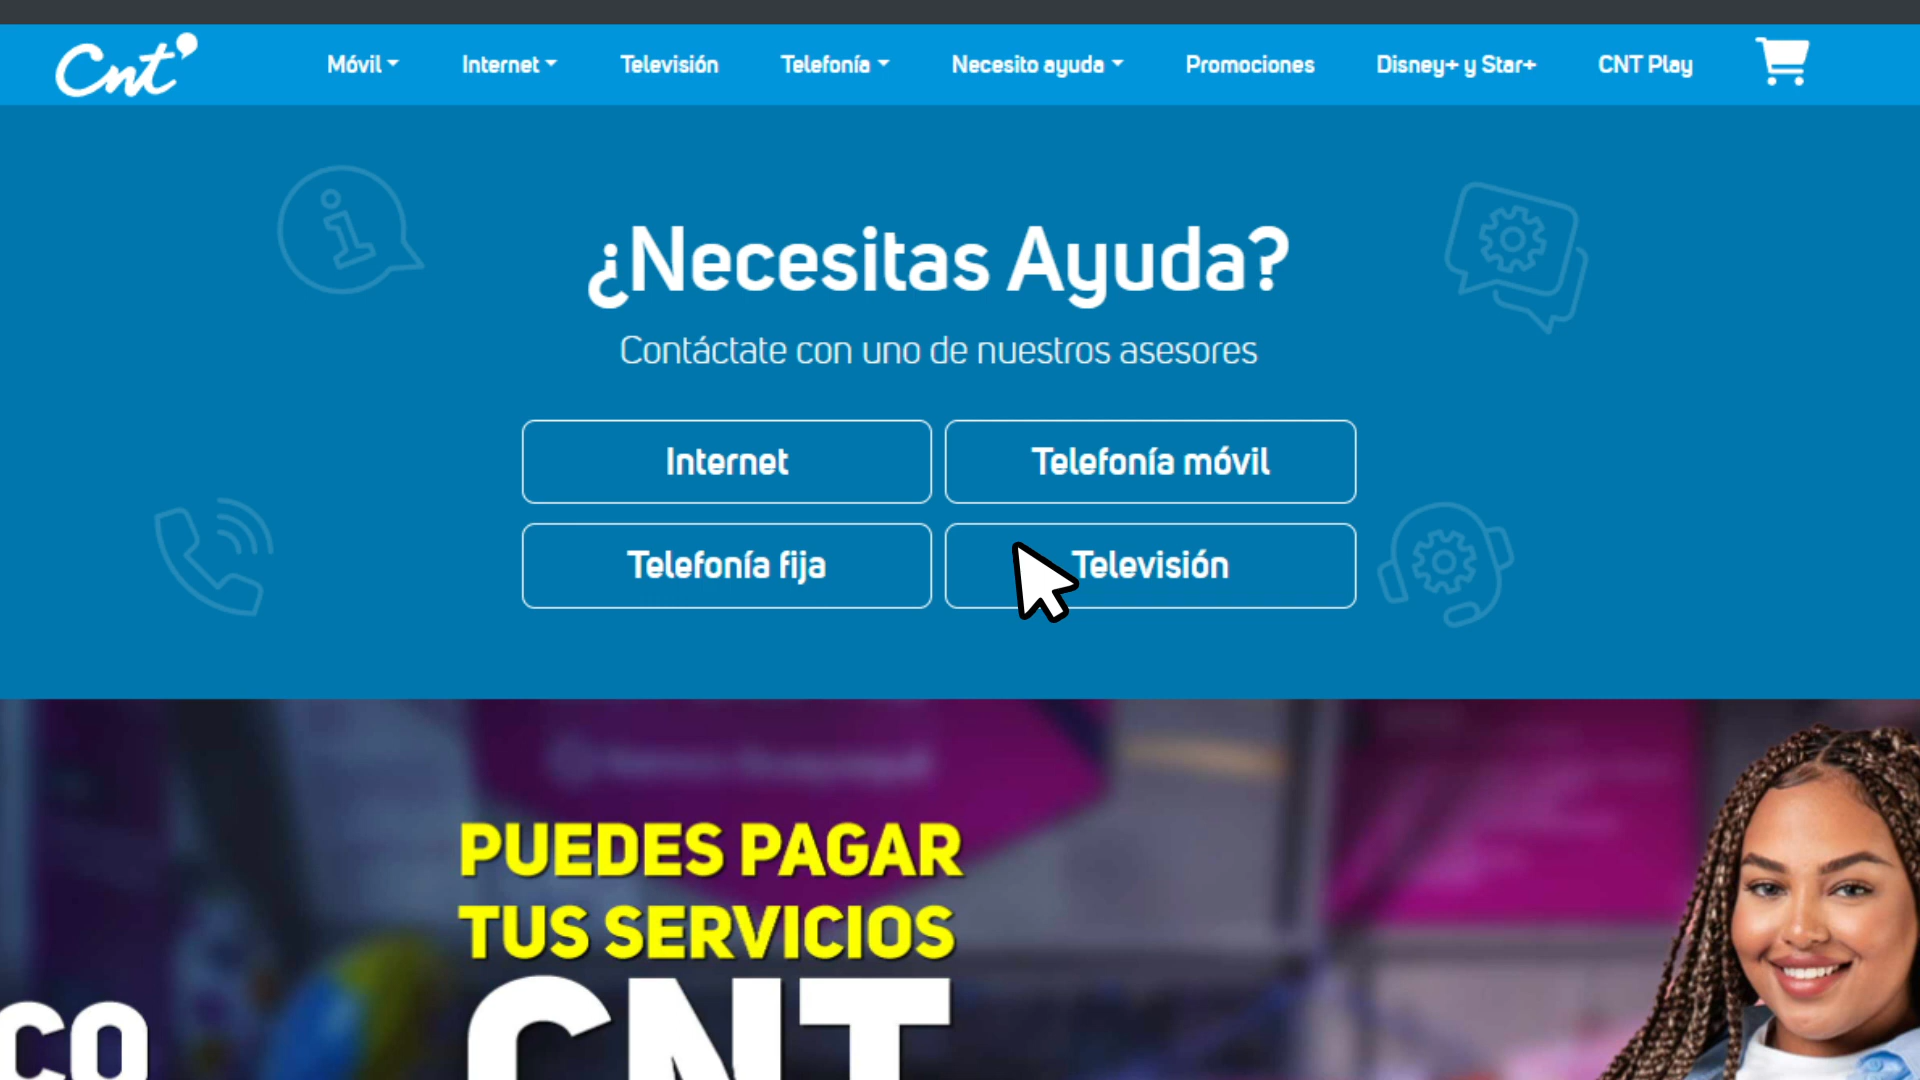 Cnt
Móvil
Internet
Televisión
Telefonía
Necesito ayuda
Promociones
Disney+ y Star+
CNT Play
¿Necesitas Ayuda?
Contáctate con uno de nuestros asesores
Internet
Telefonía móvil
Telefonía fija
Televisión
PUEDES PAGAR
TUS SERVICIOS
CNT
CO